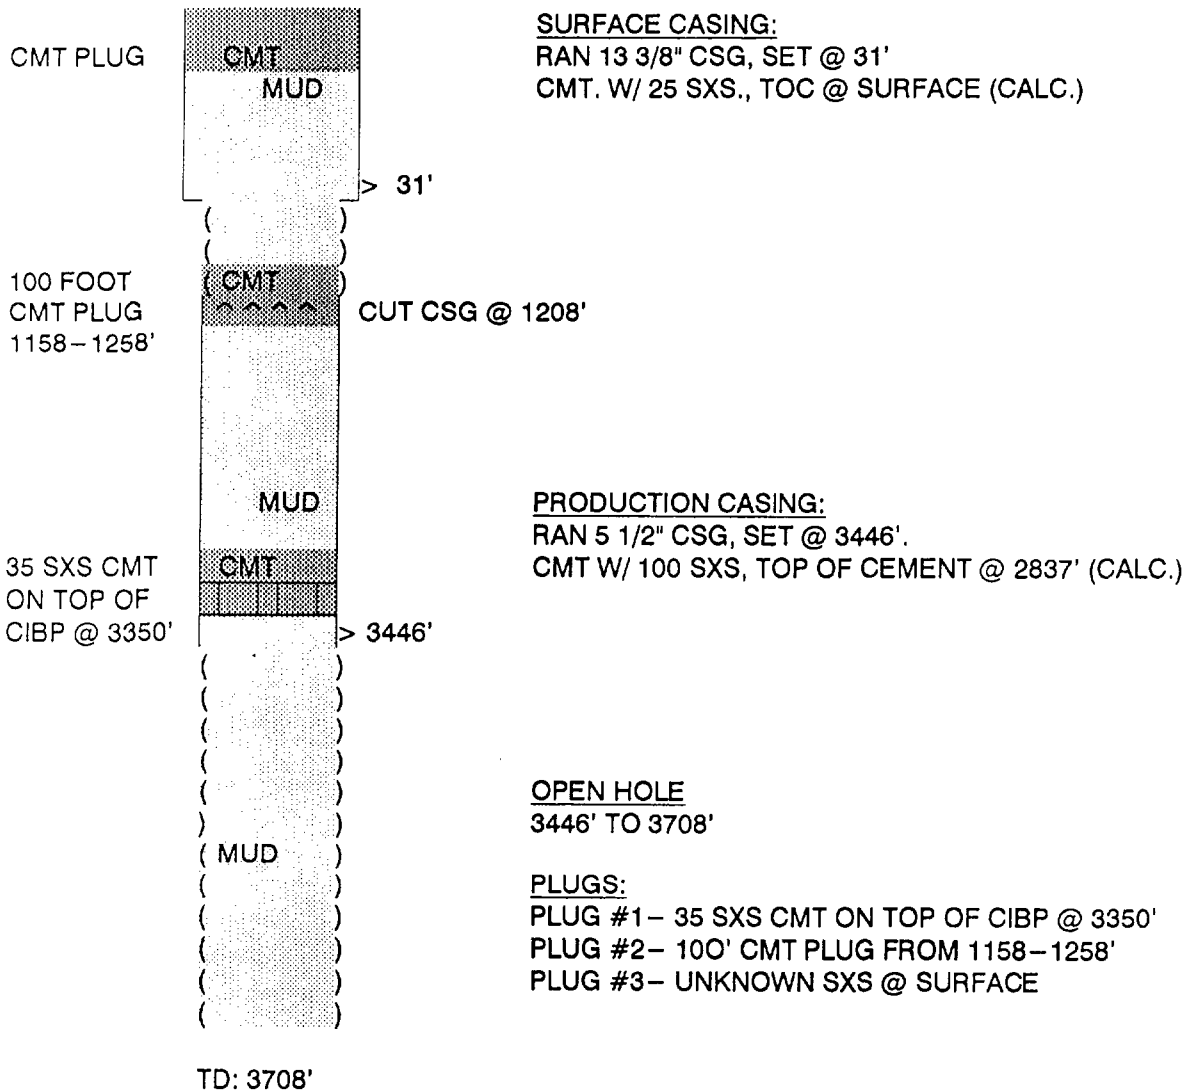 SURFACE CASING:
CMT PLUG
CMT
RAN 13 3/8" CSG, SET @ 31'
MUD
CMT. W/ 25 SXS., TOC @ SURFACE (CALC.)
> 31'
100 FOOT
CMT PLUG
1158-1258'
CMT
^ ^ ^ ^
CUT CSG @ 1208'
MUD
PRODUCTION CASING:
RAN 5 1/2" CSG, SET @ 3446'.
CMT W/ 100 SXS, TOP OF CEMENT @ 2837' (CALC.)
35 SXS CMT
ON TOP OF
CIBP @ 3350'
CMT
> 3446'
OPEN HOLE
3446' TO 3708'
MUD
PLUGS:
PLUG #1- 35 SXS CMT ON TOP OF CIBP @ 3350'
PLUG #2- 10O' CMT PLUG FROM 1158-1258'
PLUG #3- UNKNOWN SXS @ SURFACE
TD: 3708'